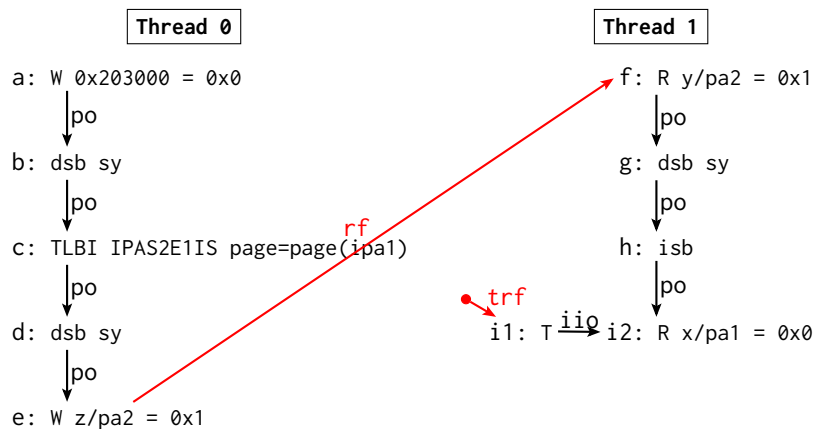 Thread 0
Thread 1
a: W 0x203000 = 0x0
f: R y/pa2 = 0x1
po
po
b: dsb sy
g: dsb sy
po
po
rf
c: TLBI IPAS2E1IS page=page(ipa1)
h: isb
po
po
trf
d: dsb sy
i1: T
iio
i2: R x/pa1 = 0x0
po
e: W z/pa2 = 0x1